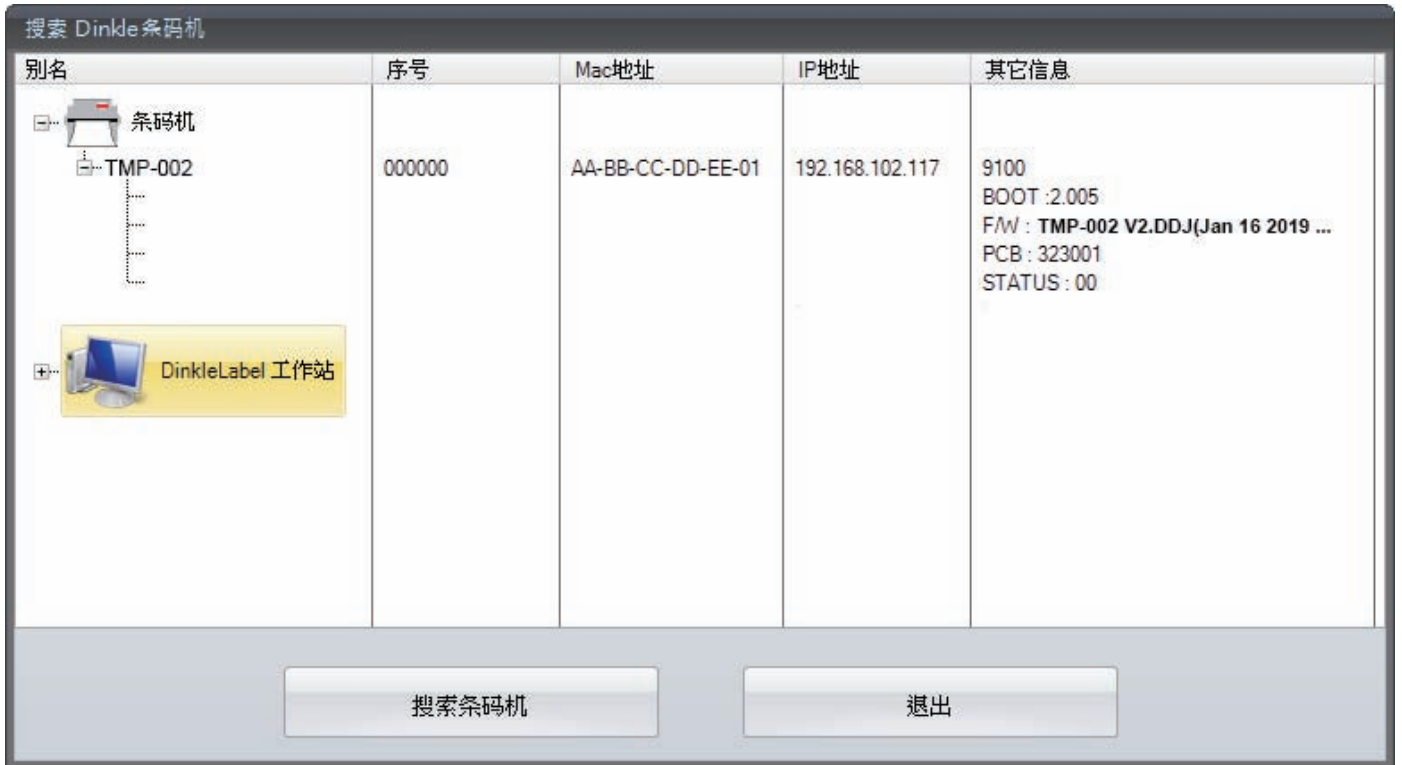 搜索 Dinkle条码机
别名 序号 Mac地址 IP地址 其它信息
条码机
TMP-002 000000 AA-BB-CC-DD-EE-01 192.168.102.117 9100
BOOT :2.005
F/W : TMP-002 V2.DDJ(Jan 16 2019 ...
PCB : 323001
STATUS : 00
DinkleLabel 工作站
搜索条码机 退出